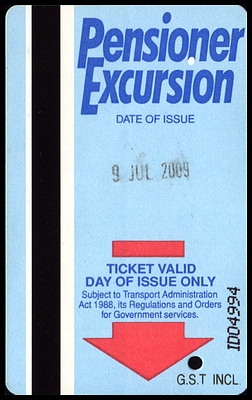 Pensioner
Excursion
DATE OF ISSUE
9 JUL 2009
TICKET VALID
DAY OF ISSUE ONLY
Subject to Transport Administration
Act 1988, its Regulations and Orders
for Government services.
ID04994
G.S.T INCL